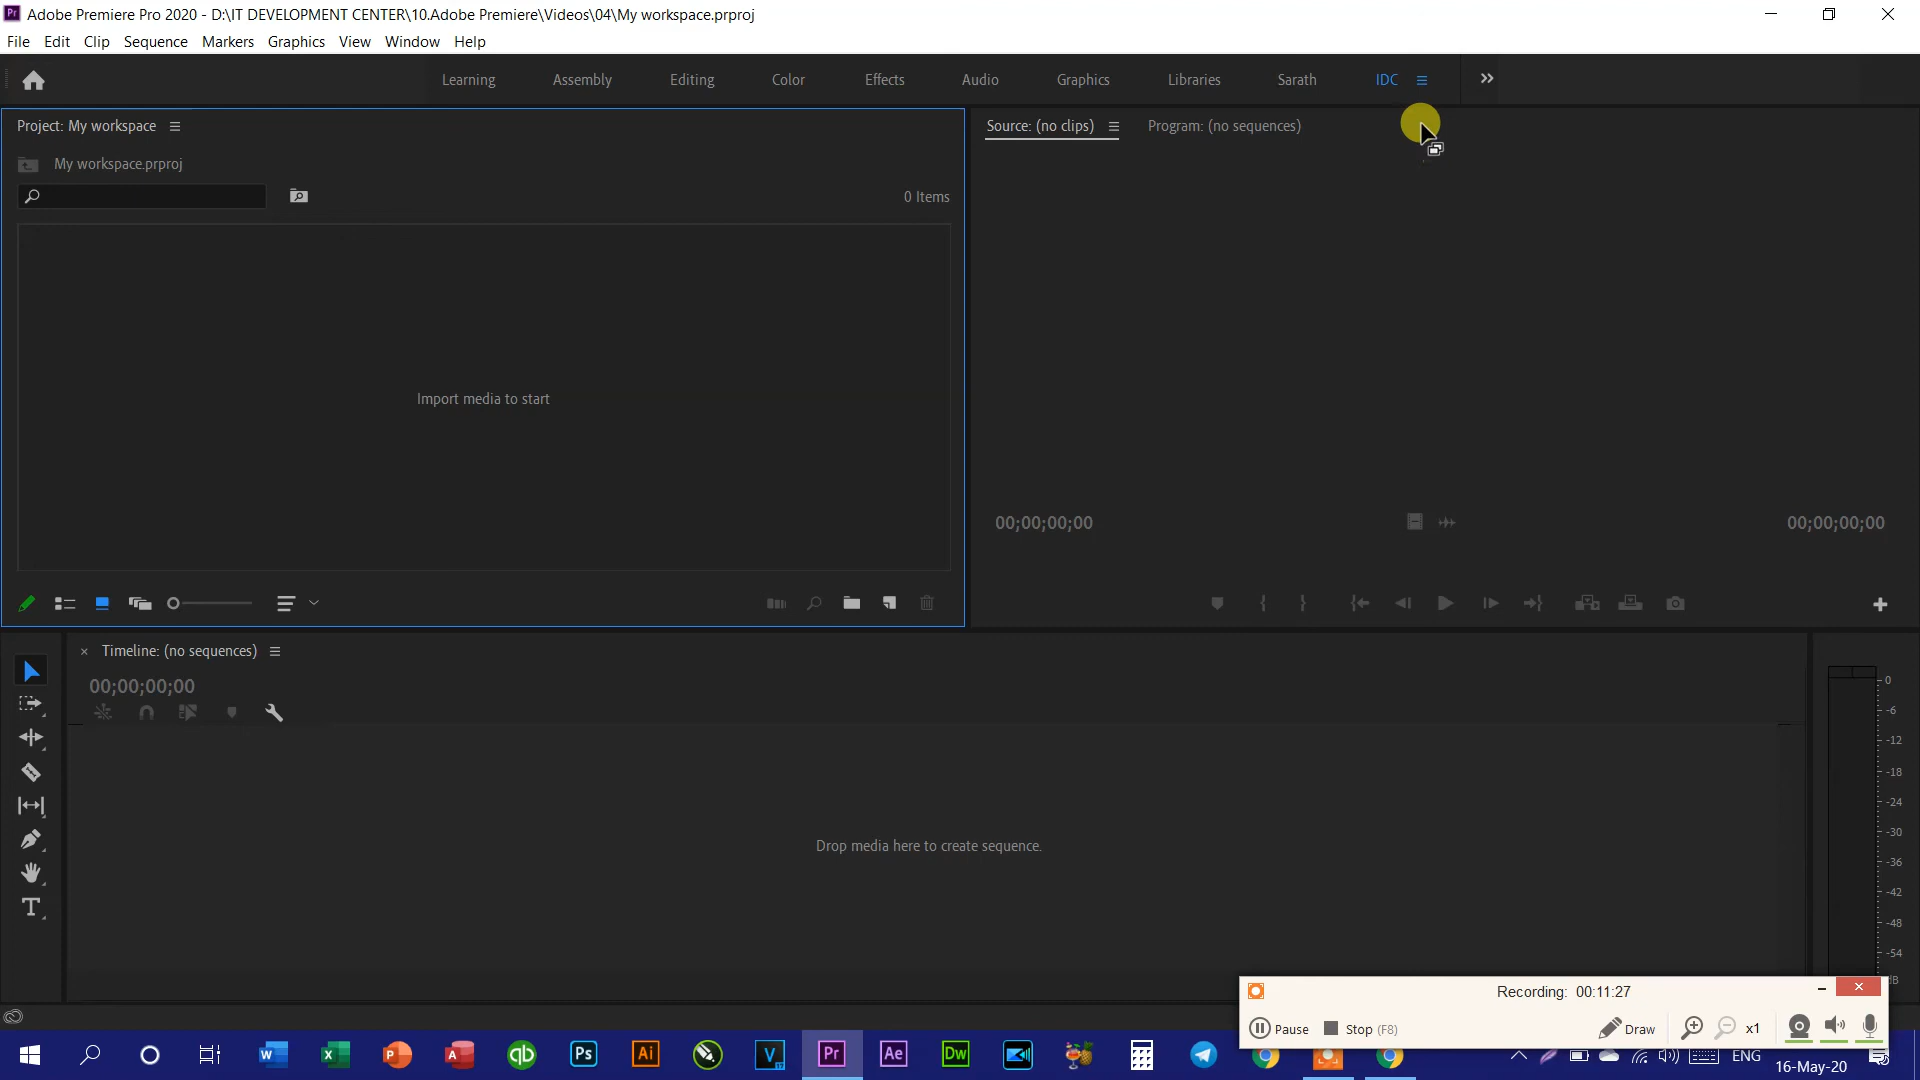 Adobe Premiere Pro 2020 - D:\IT DEVELOPMENT CENTER\10.Adobe Premiere\Videos\04\My workspace.prproj
File Edit Clip Sequence Markers Graphics View Window Help
Learning Assembly Editing Color Effects Audio Graphics Libraries Sarath IDC
Project: My workspace
Source: (no clips) Program: (no sequences)
My workspace.prproj
0 Items
Import media to start
00;00;00;00 00;00;00;00
Timeline: (no sequences)
00;00;00;00
Drop media here to create sequence.
0
-6
-12
-18
-24
-30
-36
-42
-48
-54
dB
Recording: 00:11:27
Pause Stop (F8) Draw x1
ENG
16-May-20